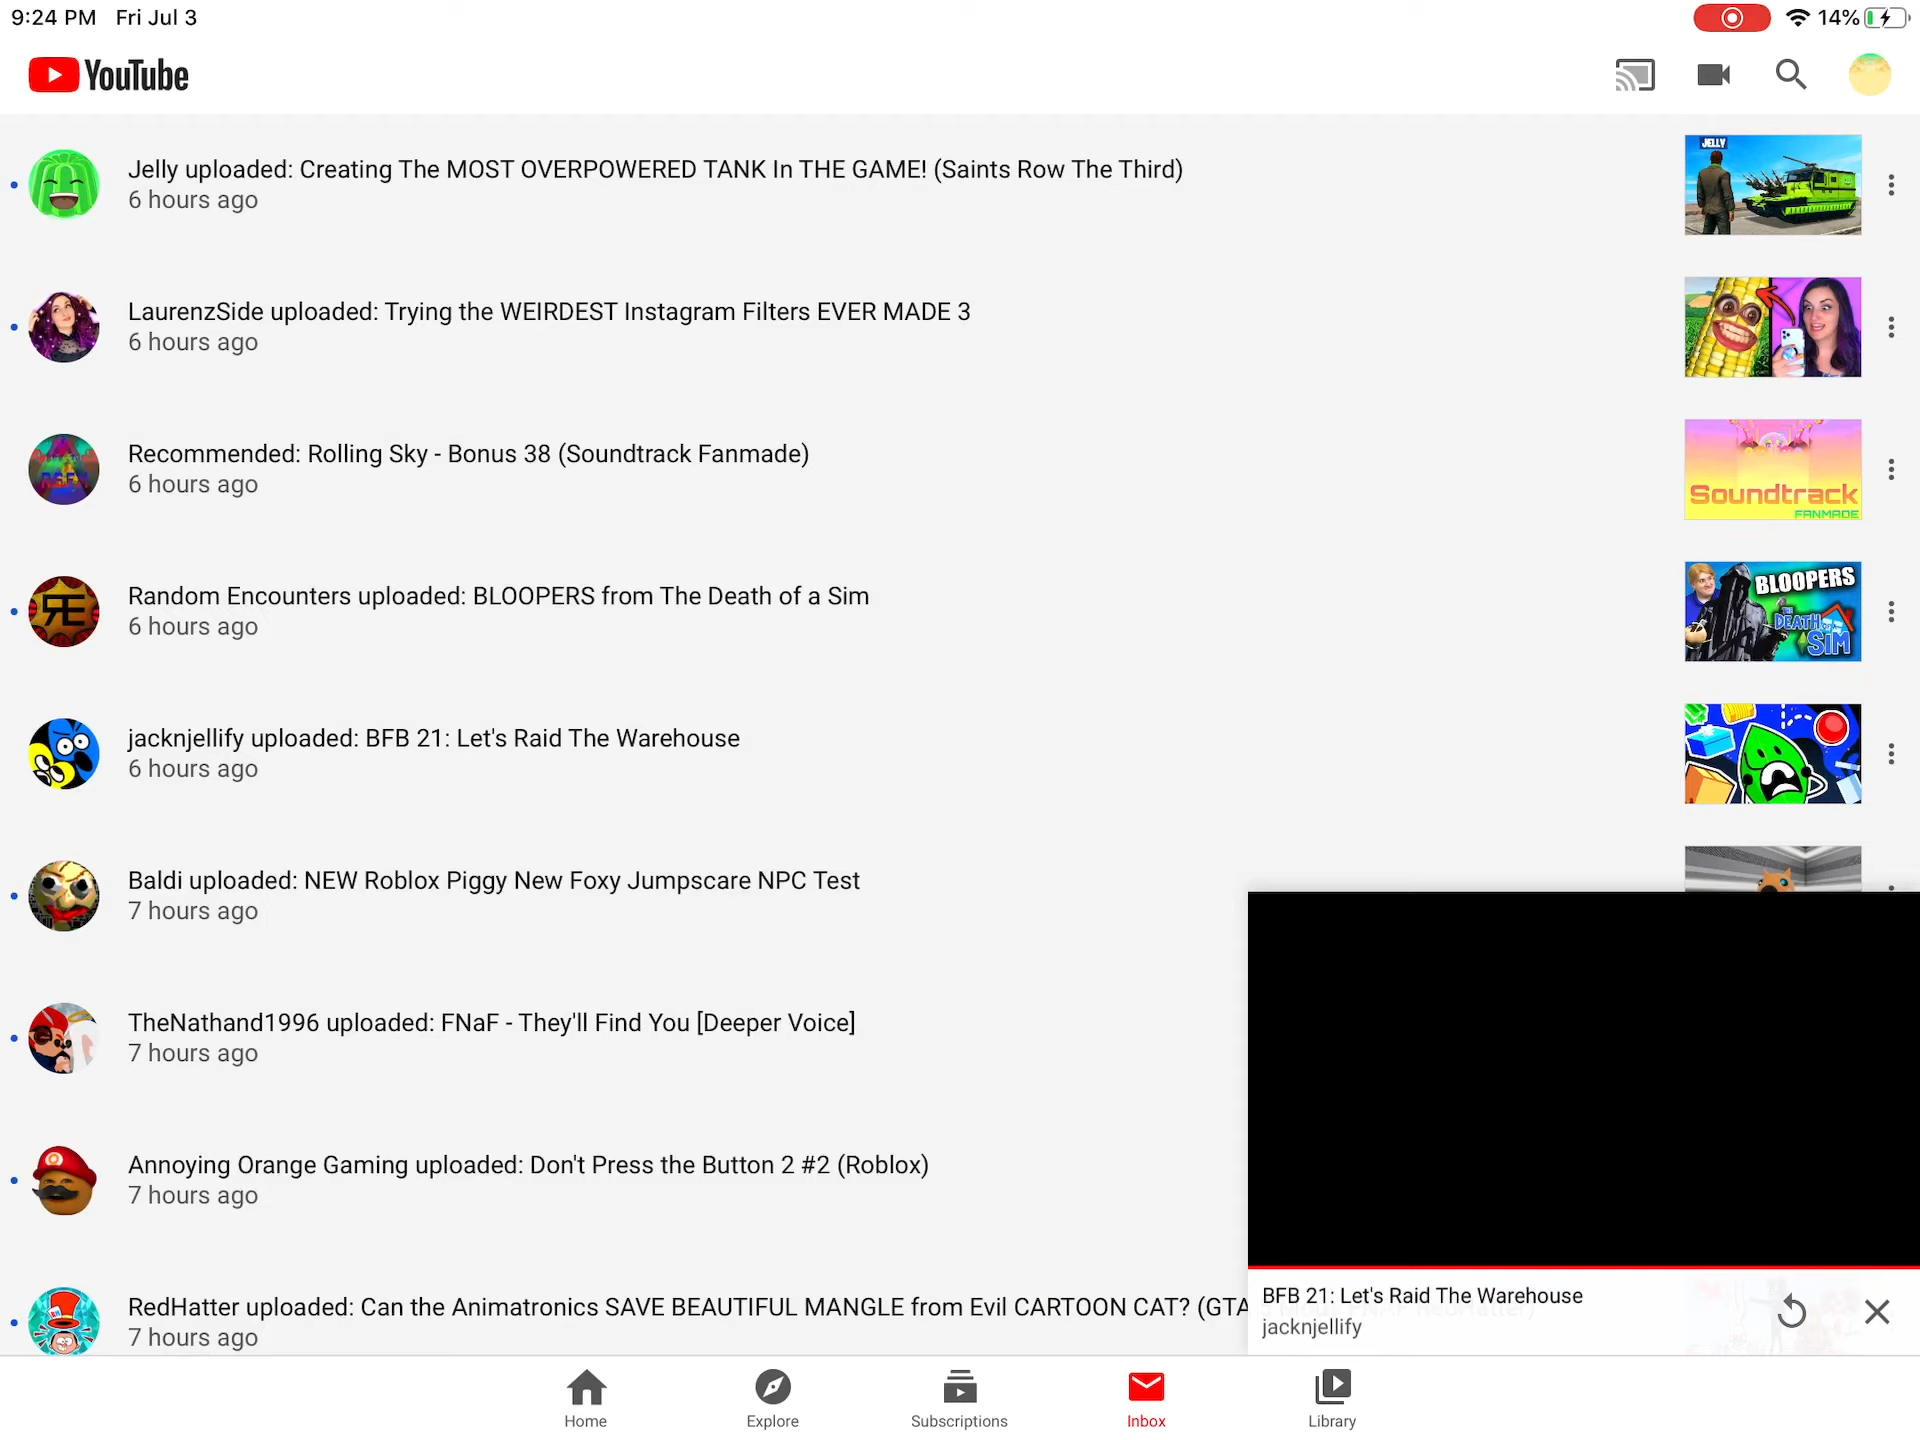 9:24 PM Fri Jul 3
14%
YouTube
Jelly uploaded: Creating The MOST OVERPOWERED TANK In THE GAME! (Saints Row The Third)
6 hours ago
JELLY
LaurenzSide uploaded: Trying the WEIRDEST Instagram Filters EVER MADE 3
6 hours ago
Recommended: Rolling Sky - Bonus 38 (Soundtrack Fanmade)
6 hours ago
Soundtrack
FANMADE
Random Encounters uploaded: BLOOPERS from The Death of a Sim
6 hours ago
RE
BLOOPERS
THE
DEATH OF A
SIM
jacknjellify uploaded: BFB 21: Let's Raid The Warehouse
6 hours ago
Baldi uploaded: NEW Roblox Piggy New Foxy Jumpscare NPC Test
7 hours ago
TheNathand1996 uploaded: FNaF - They'll Find You [Deeper Voice]
7 hours ago
Annoying Orange Gaming uploaded: Don't Press the Button 2 #2 (Roblox)
7 hours ago
RedHatter uploaded: Can the Animatronics SAVE BEAUTIFUL MANGLE from Evil CARTOON CAT? (GTA
7 hours ago
BFB 21: Let's Raid The Warehouse
jacknjellify
Home
Explore
Subscriptions
Inbox
Library